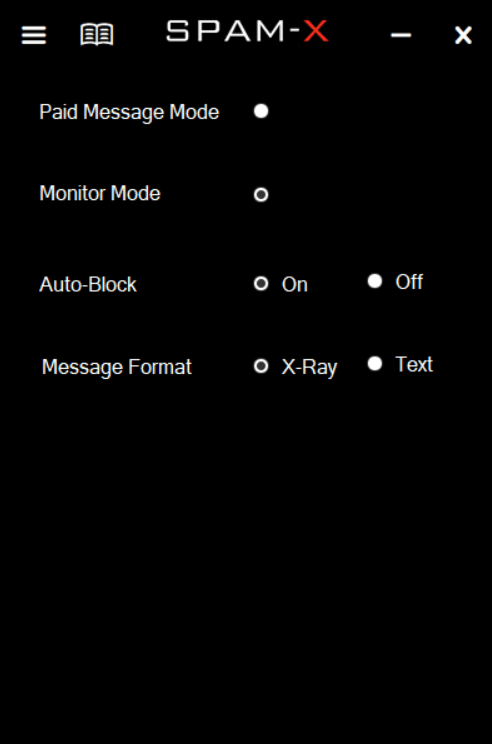 SPAM-X
Paid Message Mode
Monitor Mode
Auto-Block On Off
Message Format X-Ray Text